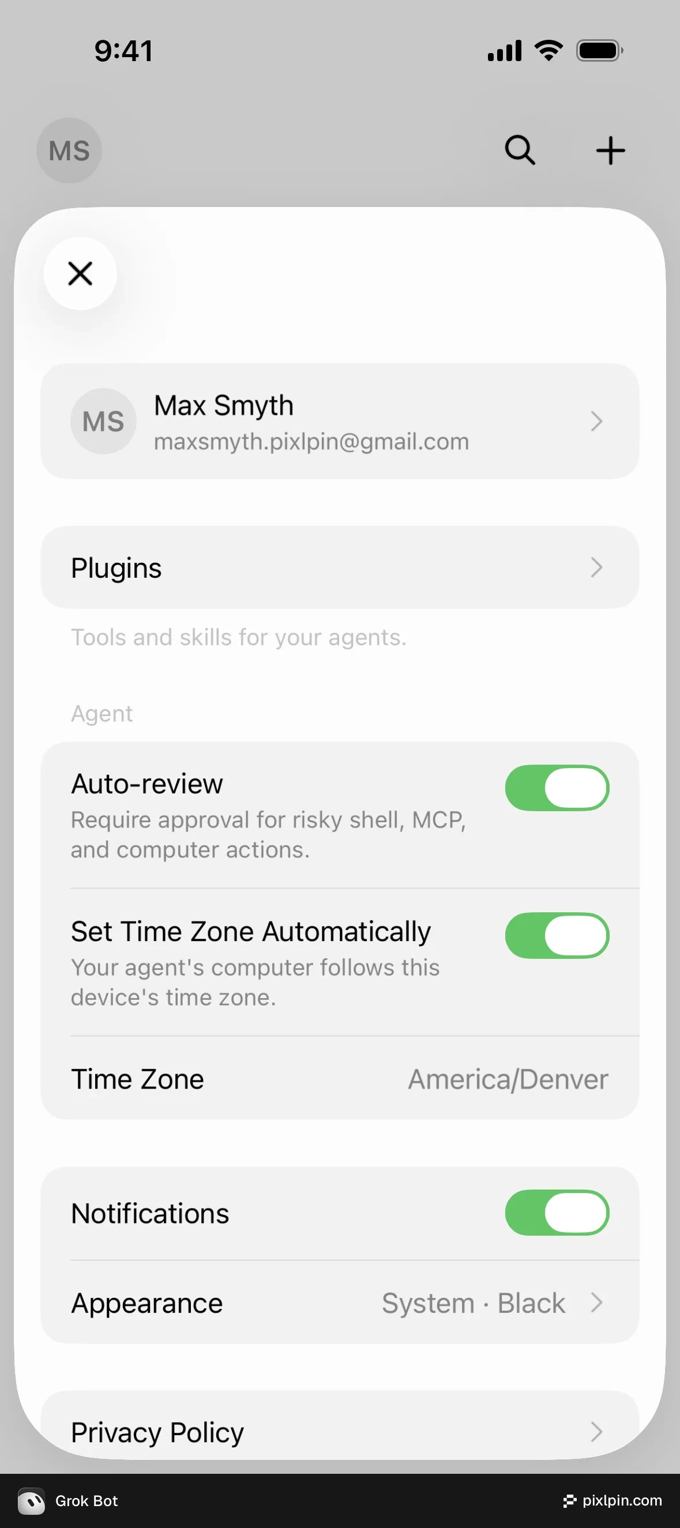 9:41
MS
MS
Max Smyth
maxsmyth.pixlpin@gmail.com
Plugins
Tools and skills for your agents.
Agent
Auto-review
Require approval for risky shell, MCP,
and computer actions.
Set Time Zone Automatically
Your agent's computer follows this
device's time zone.
Time Zone
America/Denver
Notifications
Appearance
System · Black
Privacy Policy
Grok Bot
pixlpin.com